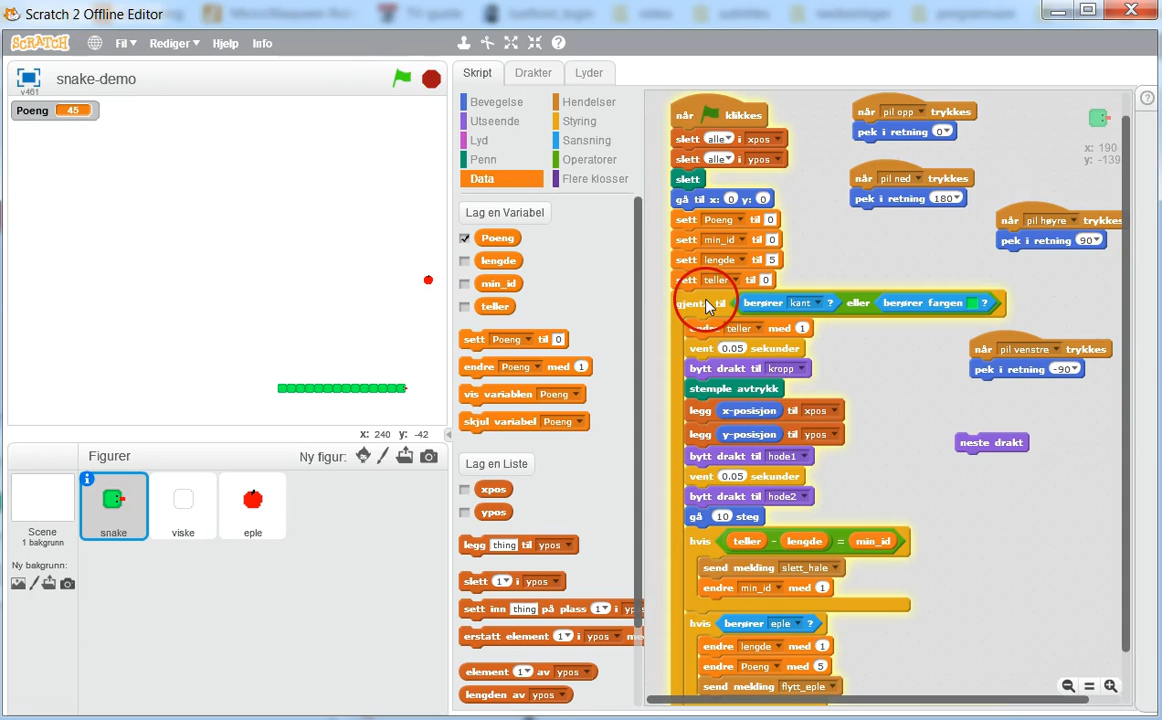 Scratch 2 Offline Editor
SCRATCH Fil Rediger Hjelp Info
v461
snake-demo
Poeng 45
x: 240 y: -42
Figurer Ny figur:
Scene
1 bakgrunn
Ny bakgrunn:
snake viske eple
Skript Drakter Lyder
Bevegelse Hendelser
Utseende Styring
Lyd Sansning
Penn Operatorer
Data Flere klosser
Lag en Variabel
Poeng
lengde
min_id
teller
sett Poeng til 0
endre Poeng med 1
vis variablen Poeng
skjul variabel Poeng
Lag en Liste
xpos
ypos
legg thing til ypos
slett 1 i ypos
sett inn thing på plass 1 i
erstatt element 1 i ypos
element 1 av ypos
lengden av ypos
når klikkes
slett alle i xpos
slett alle i ypos
slett
gå til x: 0 y: 0
sett Poeng til 0
sett min_id til 0
sett lengde til 5
sett teller til 0
gjenta til berører kant ? eller berører fargen ?
endre teller med 1
vent 0.05 sekunder
bytt drakt til kropp
stemple avtrykk
legg x-posisjon til xpos
legg y-posisjon til ypos
bytt drakt til hode1
vent 0.05 sekunder
bytt drakt til hode2
gå 10 steg
hvis teller - lengde = min_id
send melding slett_hale
endre min_id med 1
hvis berører eple ?
endre lengde med 1
endre Poeng med 5
send melding flytt_eple
når pil opp trykkes
pek i retning 0
når pil ned trykkes
pek i retning 180
når pil høyre trykkes
pek i retning 90
når pil venstre trykkes
pek i retning -90
neste drakt
x: 190
y: -139